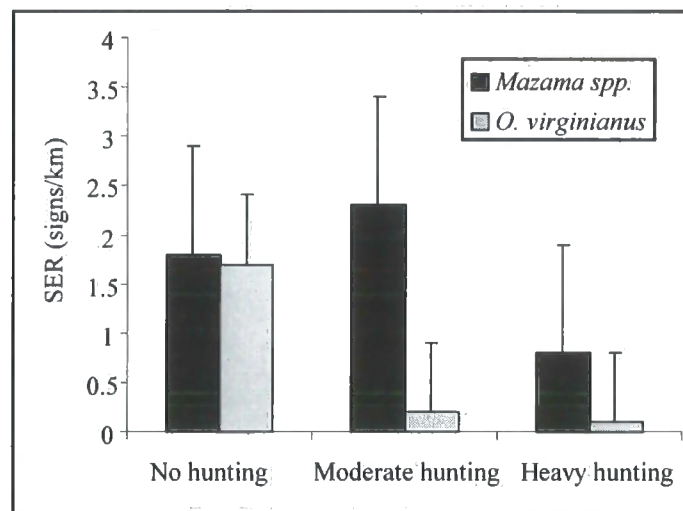 4
3.5
3
2.5
2
1.5
1
0.5
0
SER (signs/km)
Mazama spp.
O. virginianus
No hunting Moderate hunting Heavy hunting